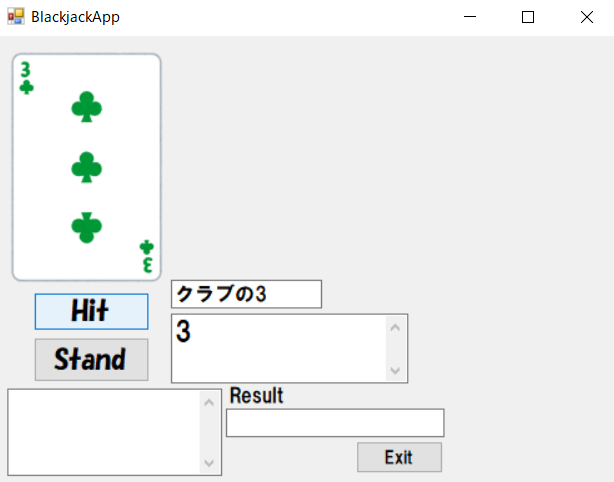 BlackjackApp
3
3
クラブの3
Hit
3
Stand
Result
Exit